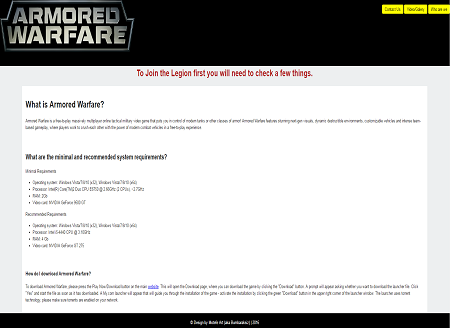 ARMORED
WARFARE
Contact Us Video/Gallery Who are we
To Join the Legion first you will need to check a few things.
What is Armored Warfare?
Armored Warfare is a free-to-play massively multiplayer online tactical military video game that puts you in control of modern tanks or other classes of armor! Armored Warfare features stunning next-gen visuals, dynamic destructible environments, customizable vehicles and intense team-
based gameplay, where players work to crush each other with the power of modern combat vehicles in a free-to-play experience.
What are the minimal and recommended system requirements?
Minimal Requirements
Operating system: Windows Vista/7/8/10 (x32), Windows Vista/7/8/10 (x64)
Processor: Intel(R) Core(TM)2 Duo CPU E6750 @ 2.66GHz (2 CPUs), ~2.7GHz
RAM: 2Gb
Video card: NVIDIA GeForce 9600 GT
Recommended Requirements
Operating system: Windows Vista/7/8/10 (x32), Windows Vista/7/8/10 (x64)
Processor: Intel i5-4440 CPU @ 3.10GHz
RAM: 4 Gb
Video card: NVIDIA GeForce GT
How do I download Armored Warfare?
To download Armored Warfare, please press the Play Now/Download button on the main website. This will open the Download page, where you can download the game by clicking the "Download" button. A prompt will appear asking whether you want to download the launcher file. Click
"Yes" and start the file as soon as it has downloaded. A My.com launcher will appear that will guide you through the installation of the game - activate the installation by clicking the green "Download" button in the upper right corner of the launcher window. The launcher uses torrent
technology, please make sure torrents are enabled on your network.
© Design by (aka | 2016